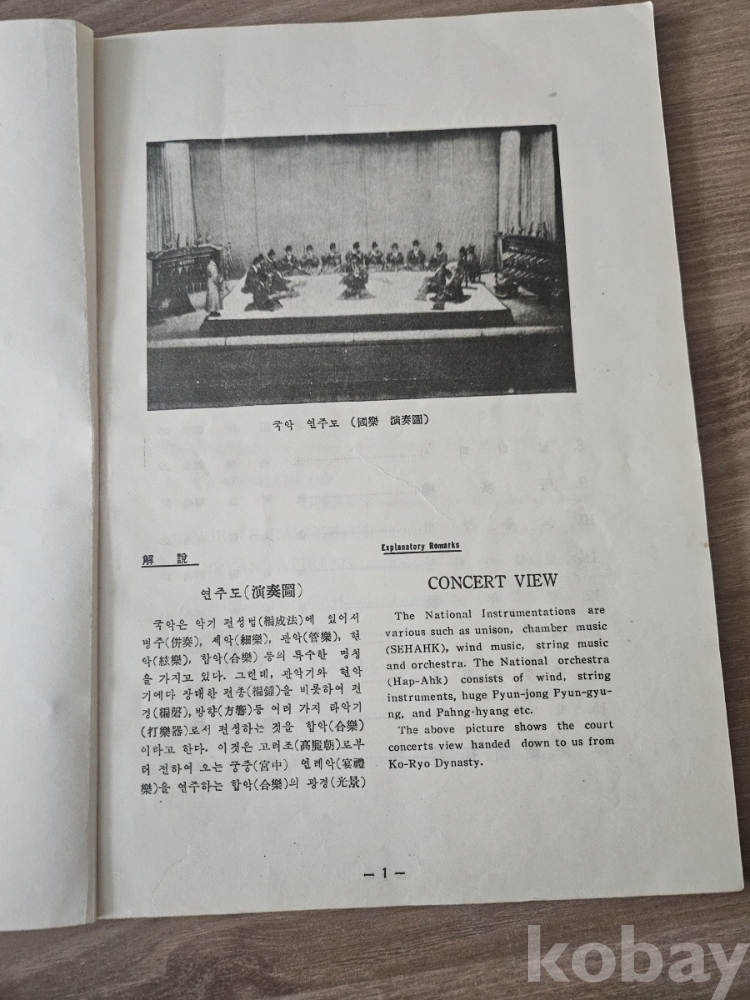 국악 연주도 (國樂 演奏圖)
解 說
연주도(演奏圖)
국악은 악기 편성법(編成法)에 있어서
병주(倂奏), 세악(細樂), 관악(管樂), 현
악(絃樂), 합악(合樂) 등의 특수한 명칭
을 가지고 있다. 그런데, 관악기와 현악
기에다 장대한 편종(編鐘)을 비롯하여 편
경(編磬), 방향(方響)등 여러 가지 타악기
(打樂器)로서 편성하는 것을 합악(合樂)
이라고 한다. 이것은 고려조(高麗朝)로부
터 전하여 오는 궁중(宮中) 연례악(宴禮
樂)을 연주하는 합악(合樂)의 광경(光景)
Explanatory Remarks
CONCERT VIEW
The National Instrumentations are
various such as unison, chamber music
(SEHAHK), wind music, string music
and orchestra. The National orchestra
(Hap-Ahk) consists of wind, string
instruments, huge Pyun-jong Pyun-gyu-
ng, and Pahng-hyang etc.
The above picture shows the court
concerts view handed down to us from
Ko-Ryo Dynasty.
— 1 —
kobay